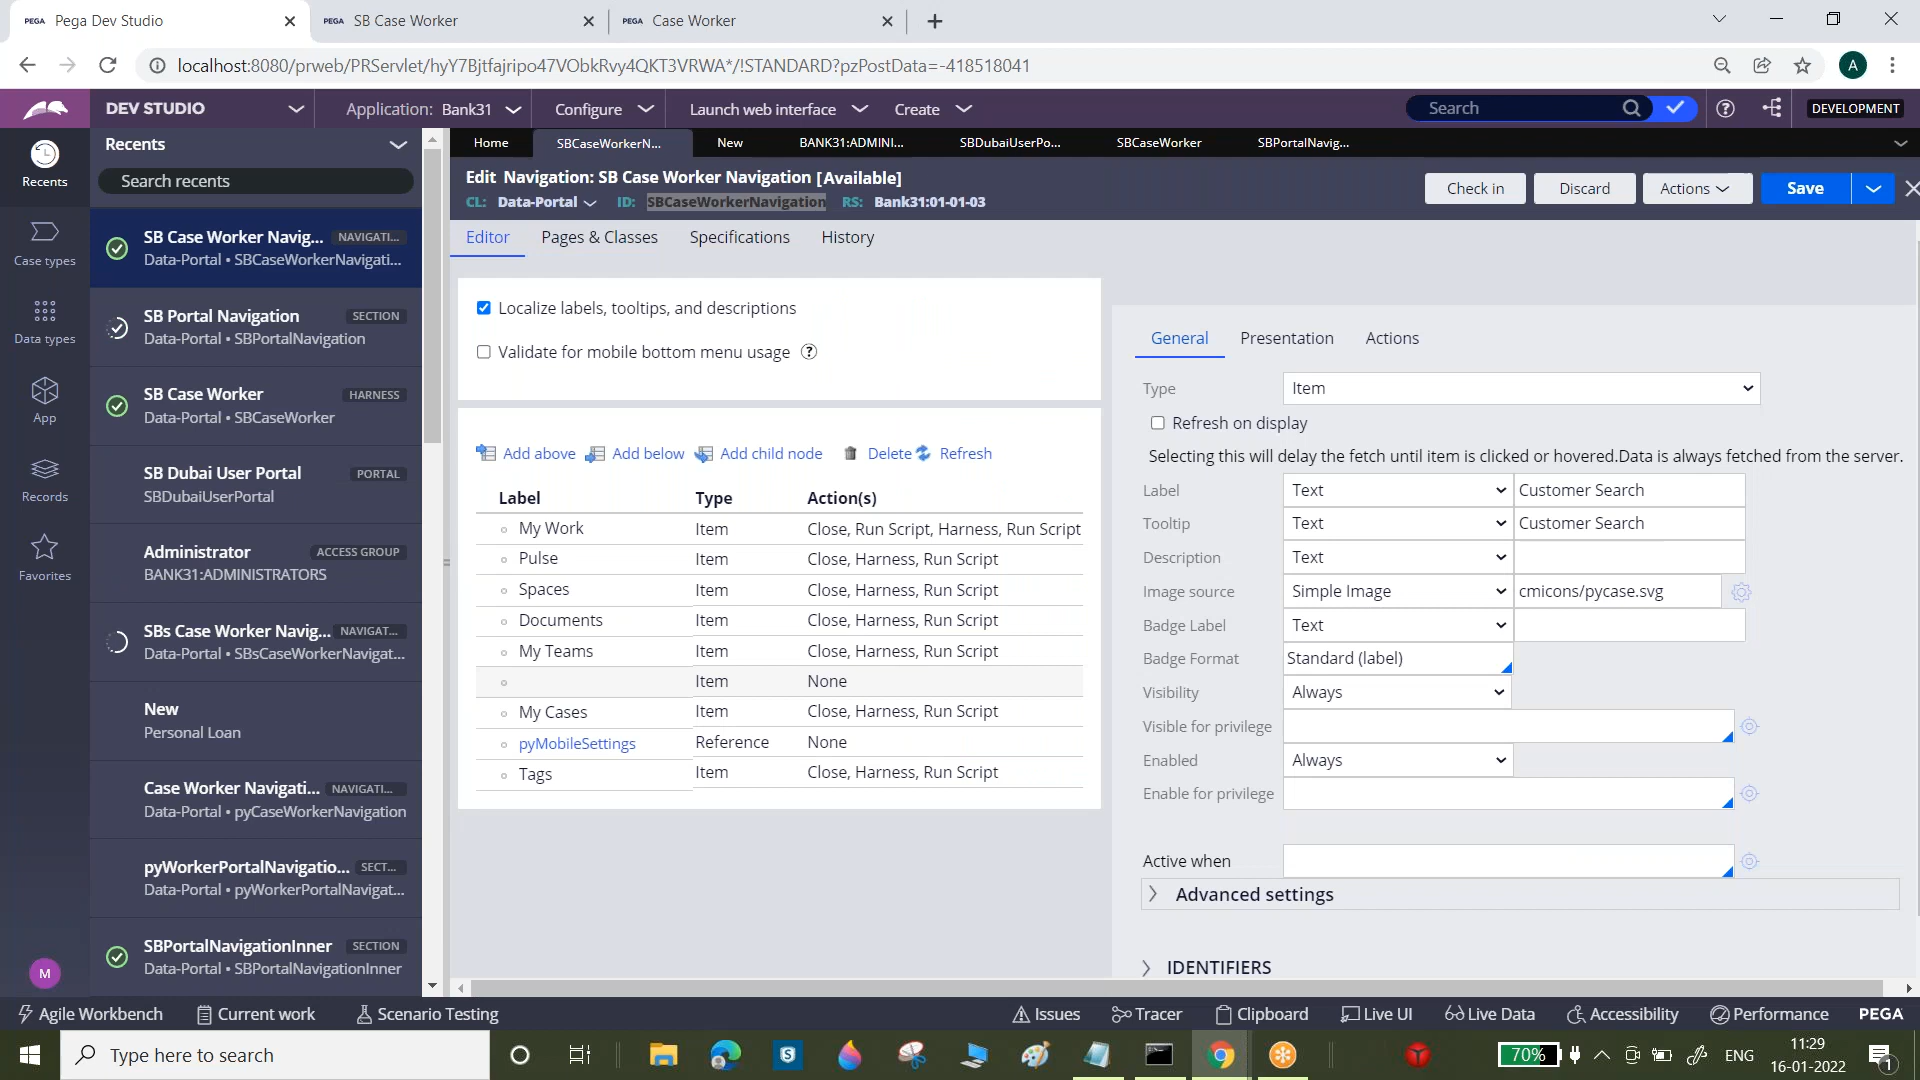 PEGA Pega Dev Studio
PEGA SB Case Worker
PEGA Case Worker
localhost:8080/prweb/PRServlet/hyY7Bjtfajripo47VObkRvy4QKT3VRWA*/!STANDARD?pzPostData=-418518041
A
DEV STUDIO
Application: Bank31
Configure
Launch web interface
Create
Search
DEVELOPMENT
Recents
Search recents
Recents
Case types
Data types
App
Records
Favorites
M
SB Case Worker Navig... NAVIGATI...
Data-Portal • SBCaseWorkerNavigati...
SB Portal Navigation SECTION
Data-Portal • SBPortalNavigation
SB Case Worker HARNESS
Data-Portal • SBCaseWorker
SB Dubai User Portal PORTAL
SBDubaiUserPortal
Administrator ACCESS GROUP
BANK31:ADMINISTRATORS
SBs Case Worker Navig... NAVIGAT...
Data-Portal • SBsCaseWorkerNavigat...
New
Personal Loan
Case Worker Navigati... NAVIGATI...
Data-Portal • pyCaseWorkerNavigation
pyWorkerPortalNavigatio... SECT...
Data-Portal • pyWorkerPortalNavigat...
SBPortalNavigationInner SECTION
Data-Portal • SBPortalNavigationInner
Home
SBCaseWorkerN...
New
BANK31:ADMINI...
SBDubaiUserPo...
SBCaseWorker
SBPortalNavig...
Edit Navigation: SB Case Worker Navigation [Available]
CL: Data-Portal ID: SBCaseWorkerNavigation RS: Bank31:01-01-03
Check in
Discard
Actions
Save
Editor
Pages & Classes
Specifications
History
Localize labels, tooltips, and descriptions
Validate for mobile bottom menu usage ?
Add above
Add below
Add child node
Delete
Refresh
Label Type Action(s)
My Work Item Close, Run Script, Harness, Run Script
Pulse Item Close, Harness, Run Script
Spaces Item Close, Harness, Run Script
Documents Item Close, Harness, Run Script
My Teams Item Close, Harness, Run Script
Item None
My Cases Item Close, Harness, Run Script
pyMobileSettings Reference None
Tags Item Close, Harness, Run Script
General
Presentation
Actions
Type Item
Refresh on display
Selecting this will delay the fetch until item is clicked or hovered.Data is always fetched from the server.
Label Text Customer Search
Tooltip Text Customer Search
Description Text
Image source Simple Image cmicons/pycase.svg
Badge Label Text
Badge Format Standard (label)
Visibility Always
Visible for privilege
Enabled Always
Enable for privilege
Active when
Advanced settings
IDENTIFIERS
Agile Workbench
Current work
Scenario Testing
Issues
Tracer
Clipboard
Live UI
Live Data
Accessibility
Performance
PEGA
Type here to search
70%
ENG
11:29
16-01-2022
1